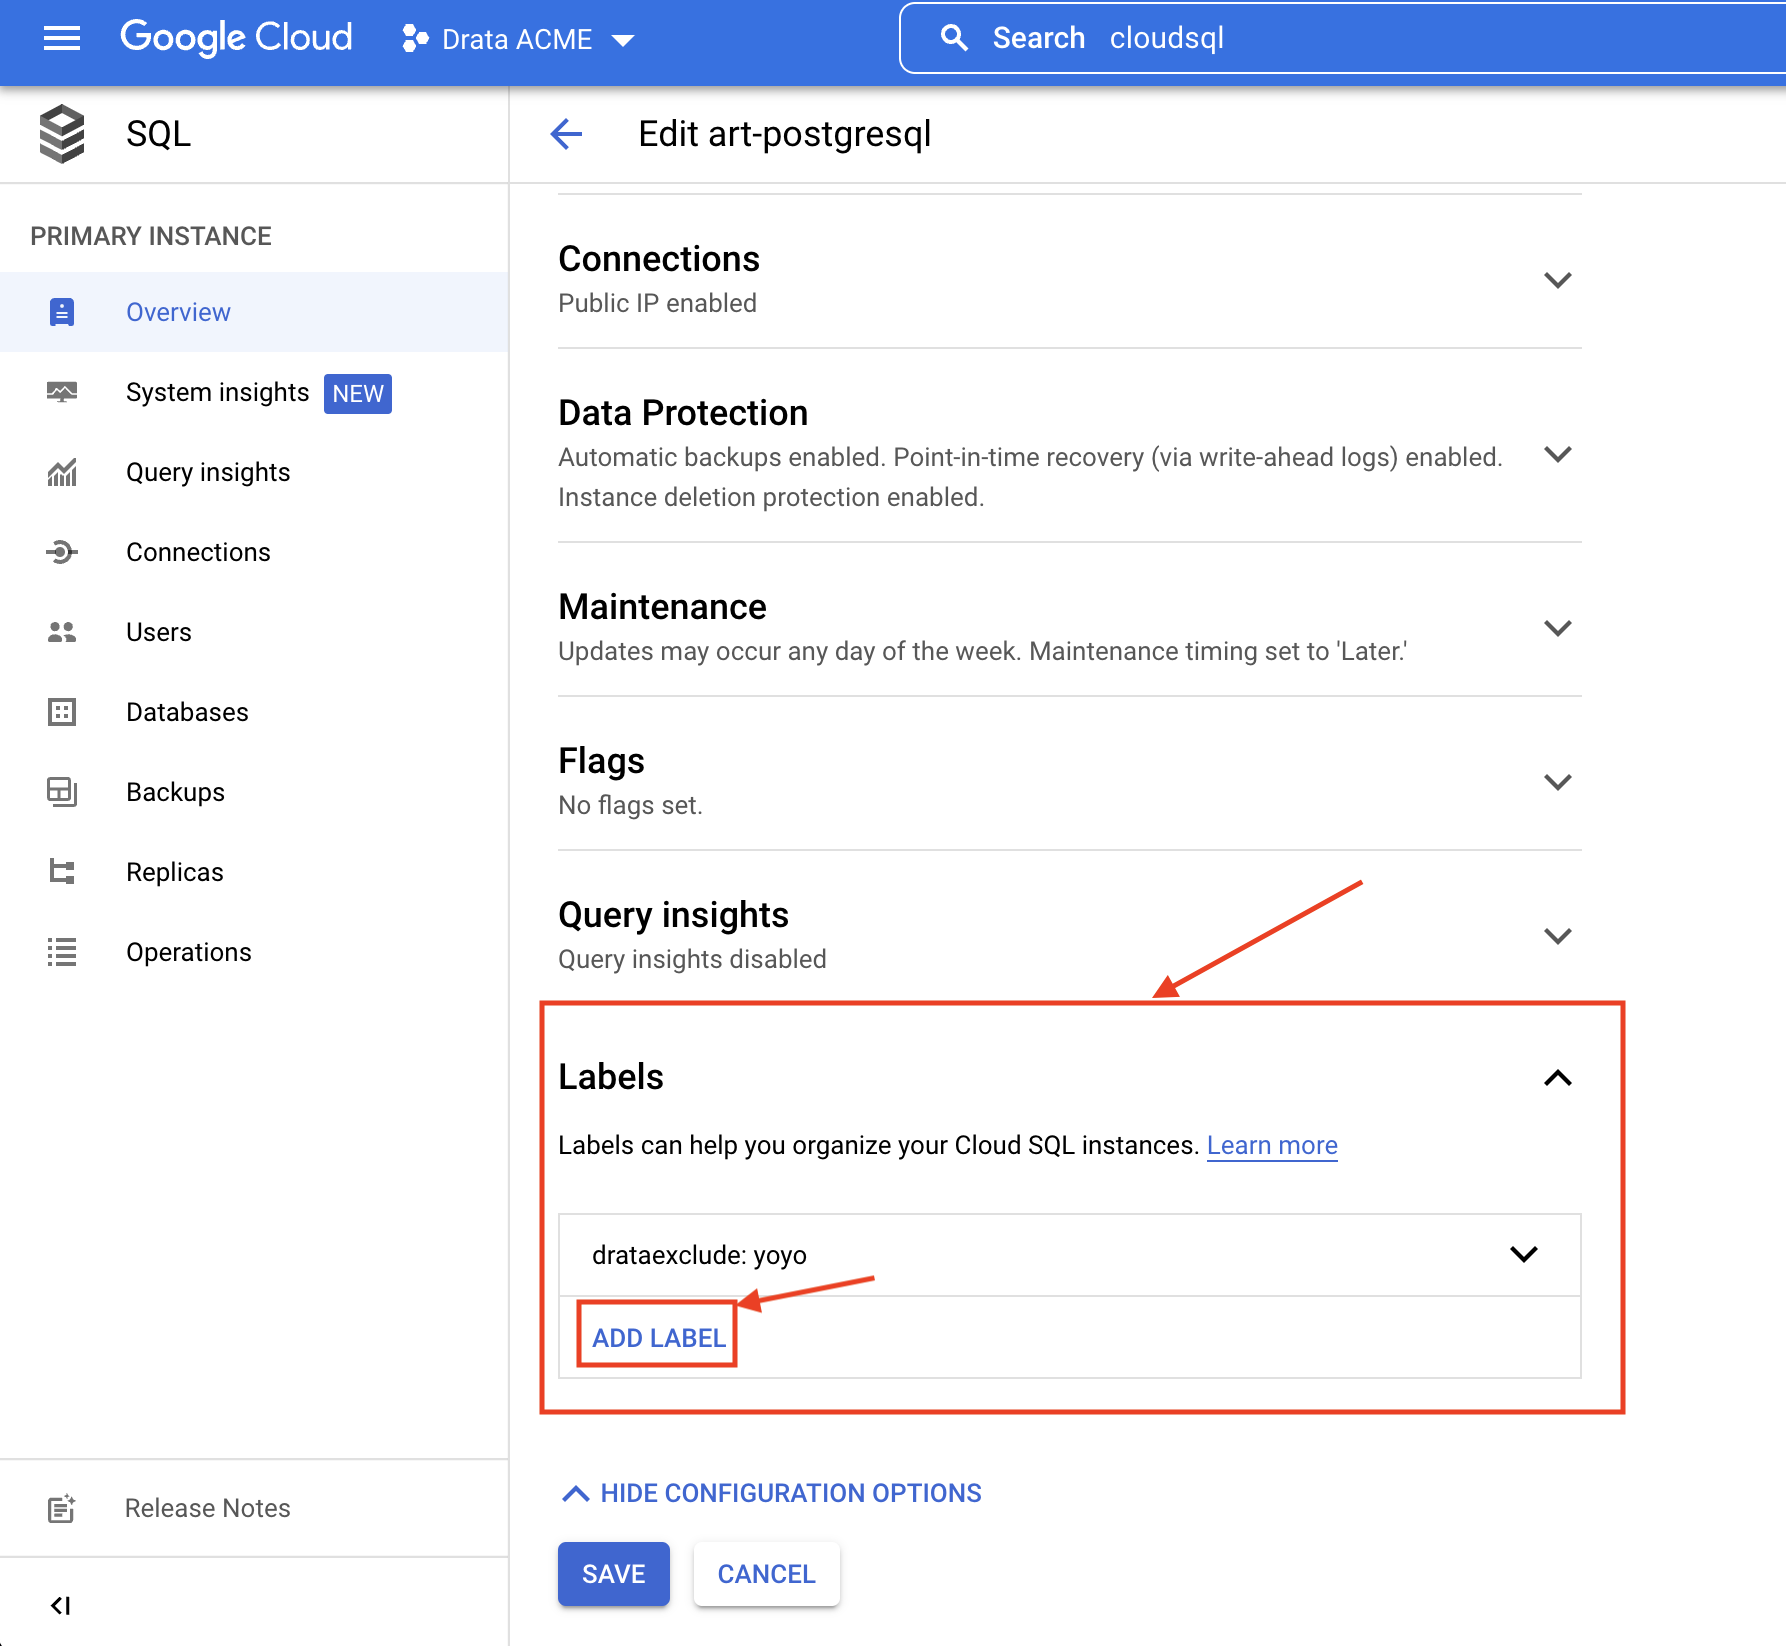 Google Cloud
Drata ACME
Search cloudsql
SQL
Edit art-postgresql
PRIMARY INSTANCE
Overview
System insights NEW
Query insights
Connections
Users
Databases
Backups
Replicas
Operations
Release Notes
Connections
Public IP enabled
Data Protection
Automatic backups enabled. Point-in-time recovery (via write-ahead logs) enabled.
Instance deletion protection enabled.
Maintenance
Updates may occur any day of the week. Maintenance timing set to 'Later.'
Flags
No flags set.
Query insights
Query insights disabled
Labels
Labels can help you organize your Cloud SQL instances. Learn more
drataexclude: yoyo
ADD LABEL
HIDE CONFIGURATION OPTIONS
SAVE CANCEL